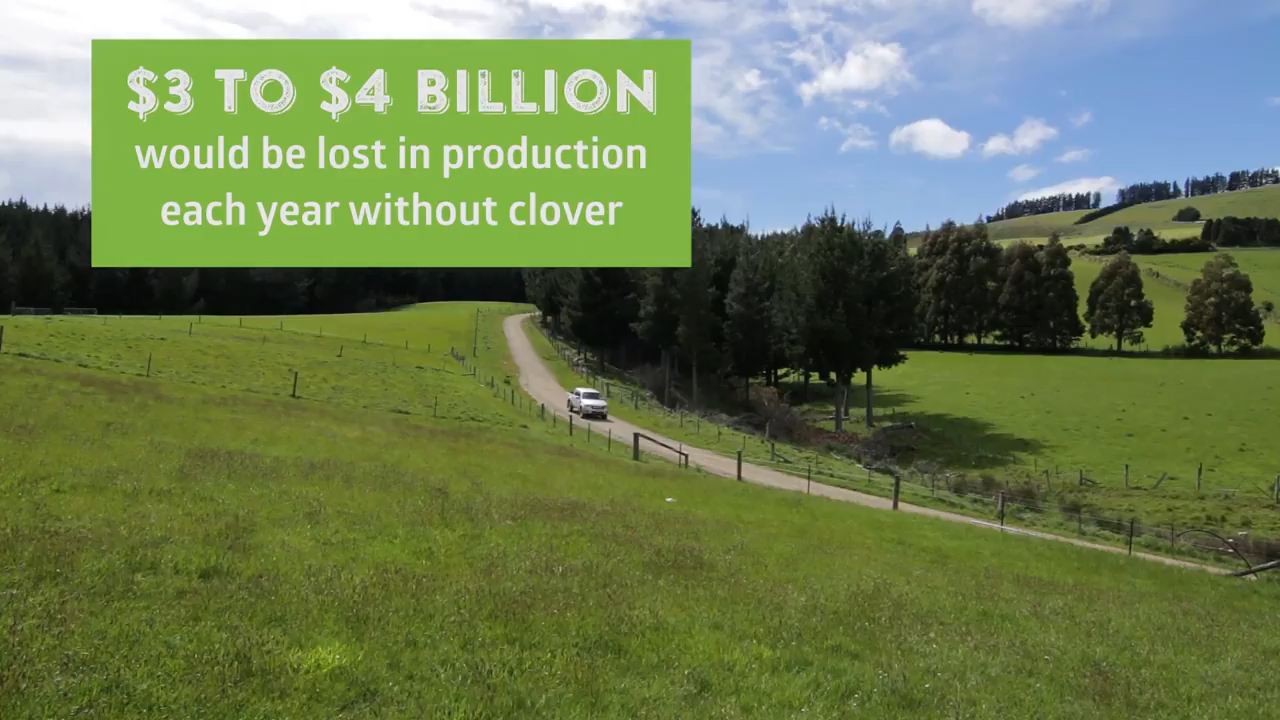 $3 TO $4 BILLION
would be lost in production
each year without clover